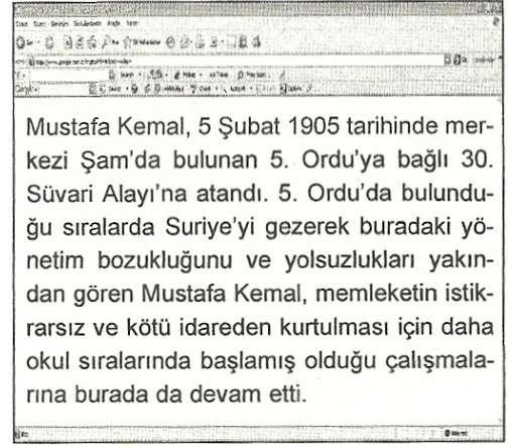 Mustafa Kemal, 5 Şubat 1905 tarihinde mer-
kezi Şam'da bulunan 5. Ordu'ya bağlı 30.
Süvari Alayı'na atandı. 5. Ordu'da bulundu-
ğu sıralarda Suriye'yi gezerek buradaki yö-
netim bozukluğunu ve yolsuzlukları yakın-
dan gören Mustafa Kemal, memleketin istik-
rarsız ve kötü idareden kurtulması için daha
okul sıralarında başlamış olduğu çalışmala-
rına burada da devam etti.